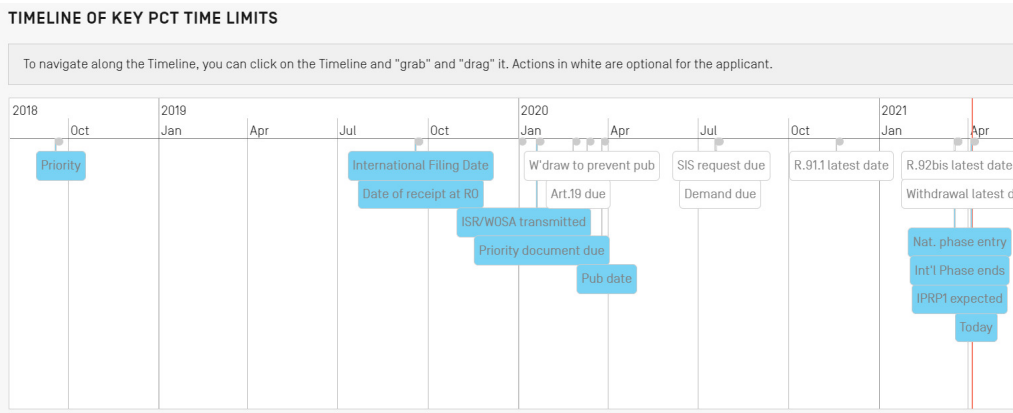 TIMELINE OF KEY PCT TIME LIMITS
To navigate along the Timeline, you can click on the Timeline and "grab" and "drag" it. Actions in white are optional for the applicant.
2018 2019 2020 2021
Oct Jan Apr Jul Oct Jan Apr Jul Oct Jan Apr
Priority International Filing Date W'draw to prevent pub SIS request due R.91.1 latest date R.92bis latest date
Date of receipt at RO Art.19 due Demand due Withdrawal latest d
ISR/WOSA transmitted
Nat. phase entry
Priority document due
Int'l Phase ends
Pub date
IPRP1 expected
Today